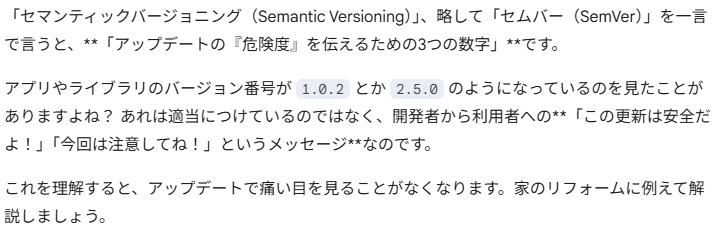 「セマンティックバージョニング（Semantic Versioning）」、略して「セムバー（SemVer）」を一言
で言うと、**「アップデートの『危険度』を伝えるための3つの数字」**です。
アプリやライブラリのバージョン番号が 1.0.2 とか 2.5.0 のようになっているのを見たことが
ありますよね？ あれは適当につけているのではなく、開発者から利用者への**「この更新は安全だ
よ！」「今回は注意してね！」というメッセージ**なのです。
これを理解すると、アップデートで痛い目を見ることがなくなります。家のリフォームに例えて解
説しましょう。